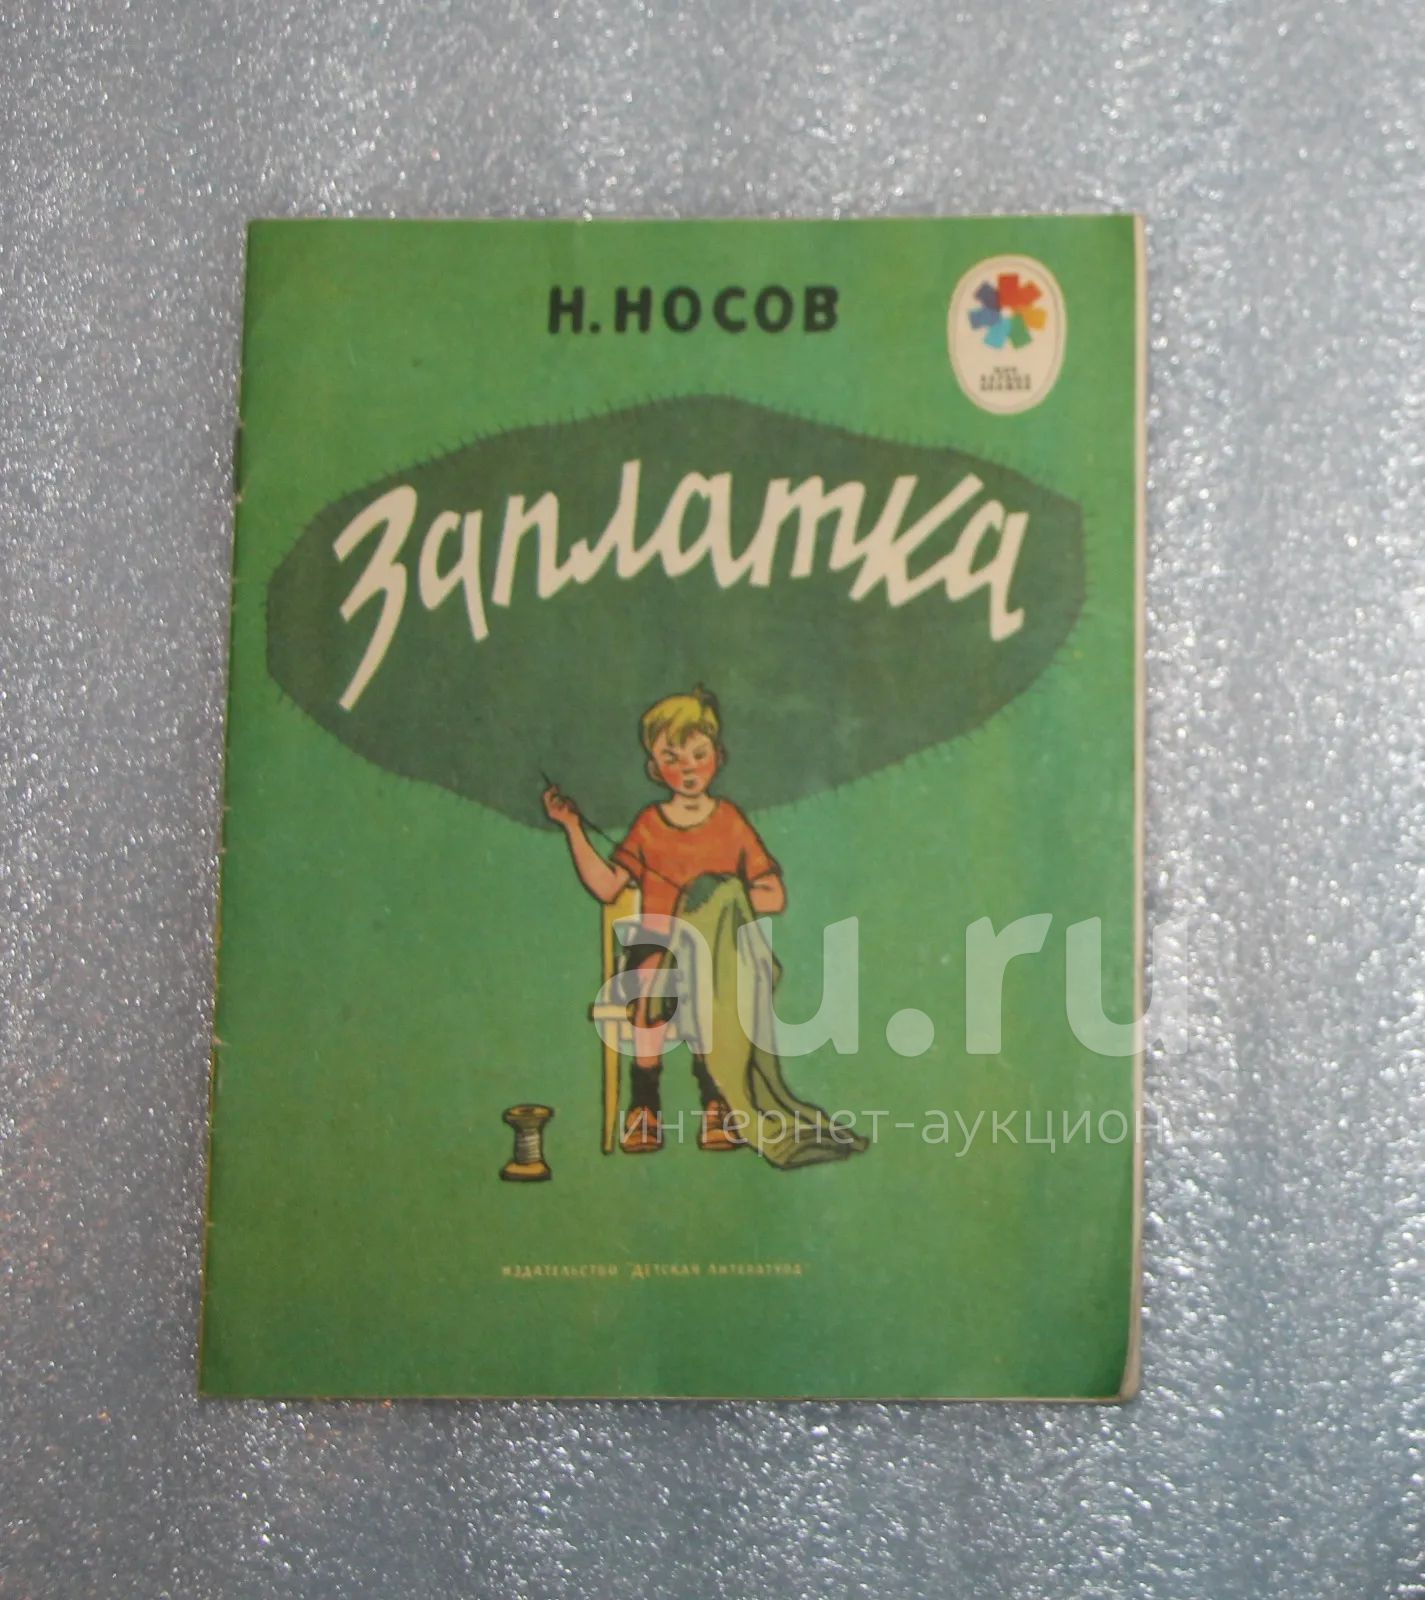 Н. НОСОВ
Заплатка
au.ru
интернет-аукцион
ИЗДАТЕЛЬСТВО "ДЕТСКАЯ ЛИТЕРАТУРА"